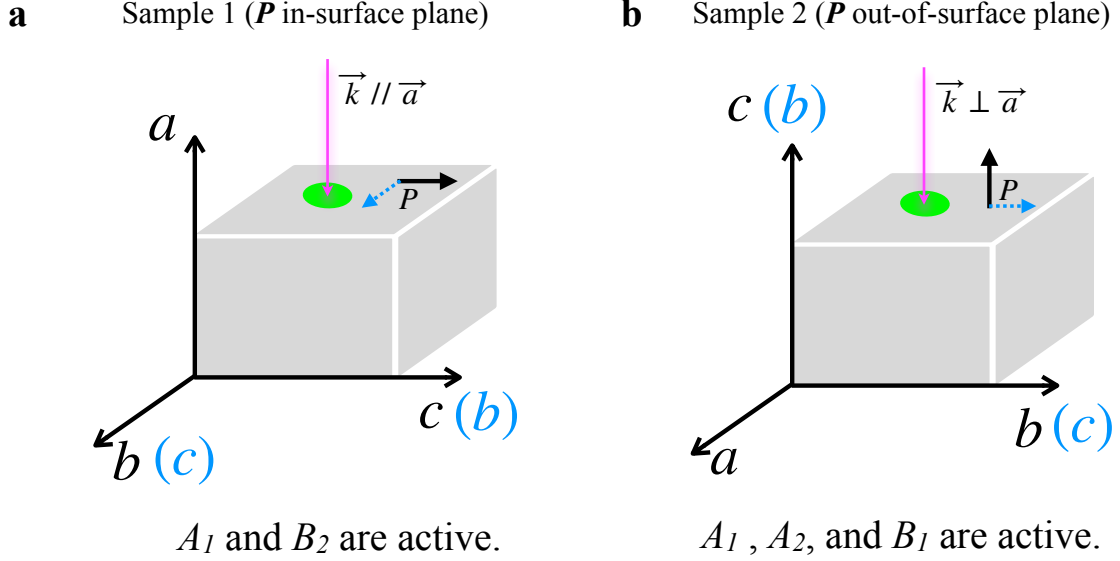 a Sample 1 (P in-surface plane)
k // a
a
P
c (b)
b (c)
A1 and B2 are active.
b Sample 2 (P out-of-surface plane)
k ⊥ a
c (b)
P
b (c)
a
A1 , A2, and B1 are active.